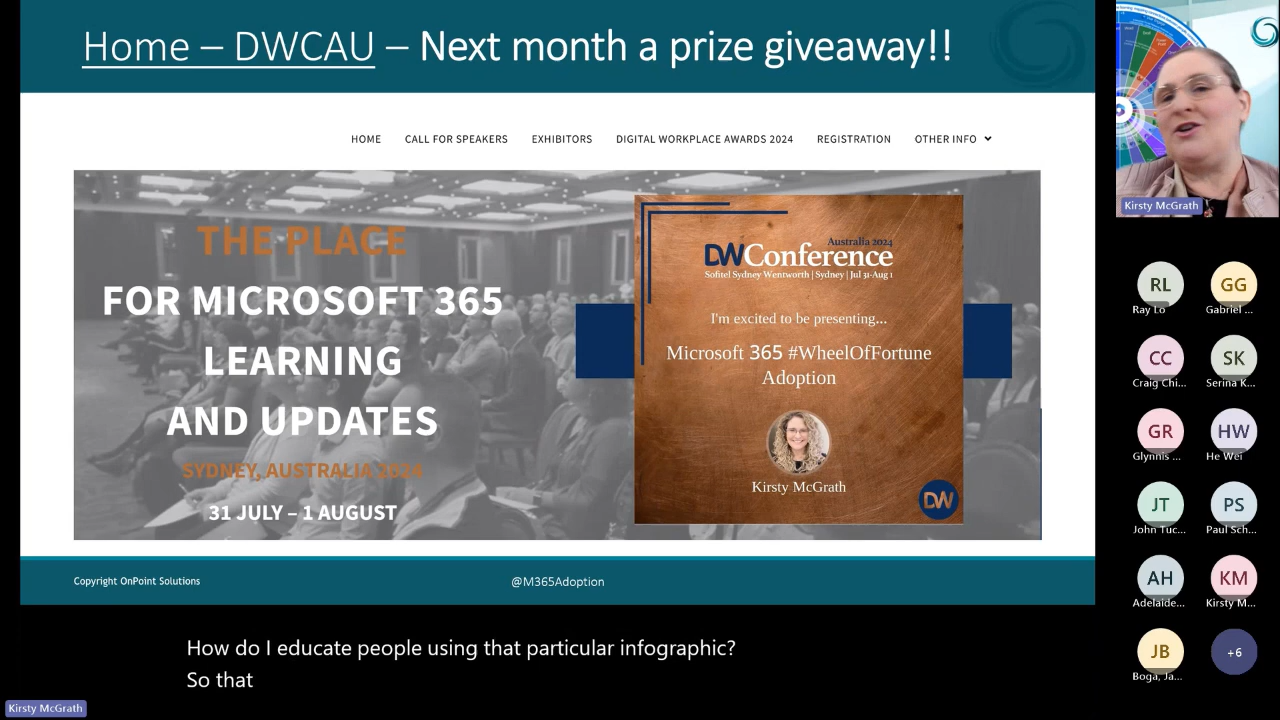 Home – DWCAU – Next month a prize giveaway!!
HOME CALL FOR SPEAKERS EXHIBITORS DIGITAL WORKPLACE AWARDS 2024 REGISTRATION OTHER INFO
THE PLACE
FOR MICROSOFT 365
LEARNING
AND UPDATES
SYDNEY, AUSTRALIA 2024
31 JULY – 1 AUGUST
Australia 2024
DWConference
Sofitel Sydney Wentworth | Sydney | Jul 31-Aug 1
I'm excited to be presenting...
Microsoft 365 #WheelOfFortune
Adoption
Kirsty McGrath
DW
Copyright OnPoint Solutions
@M365Adoption
How do I educate people using that particular infographic?
So that
Kirsty McGrath
Kirsty McGrath
RL
Ray Lo
GG
Gabriel ...
CC
Craig Chi...
SK
Serina K...
GR
Glynnis ...
HW
He Wei
JT
John Tuc...
PS
Paul Sch...
AH
Adelaide...
KM
Kirsty M...
JB
Boga, Ja...
+6